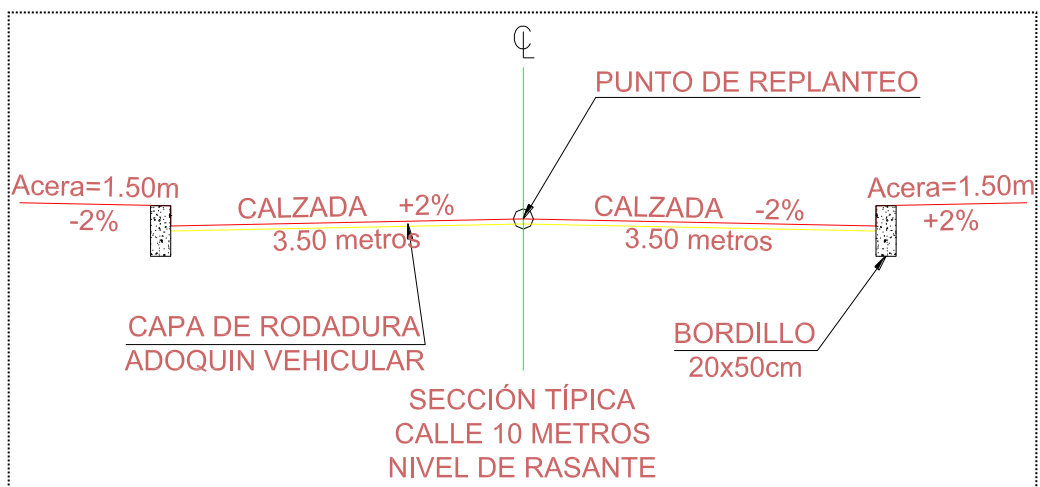 ℄
PUNTO DE REPLANTEO
Acera=1.50m
-2%
CALZADA +2%
3.50 metros
CALZADA -2%
3.50 metros
Acera=1.50m
+2%
CAPA DE RODADURA
ADOQUIN VEHICULAR
BORDILLO
20x50cm
SECCIÓN TÍPICA
CALLE 10 METROS
NIVEL DE RASANTE